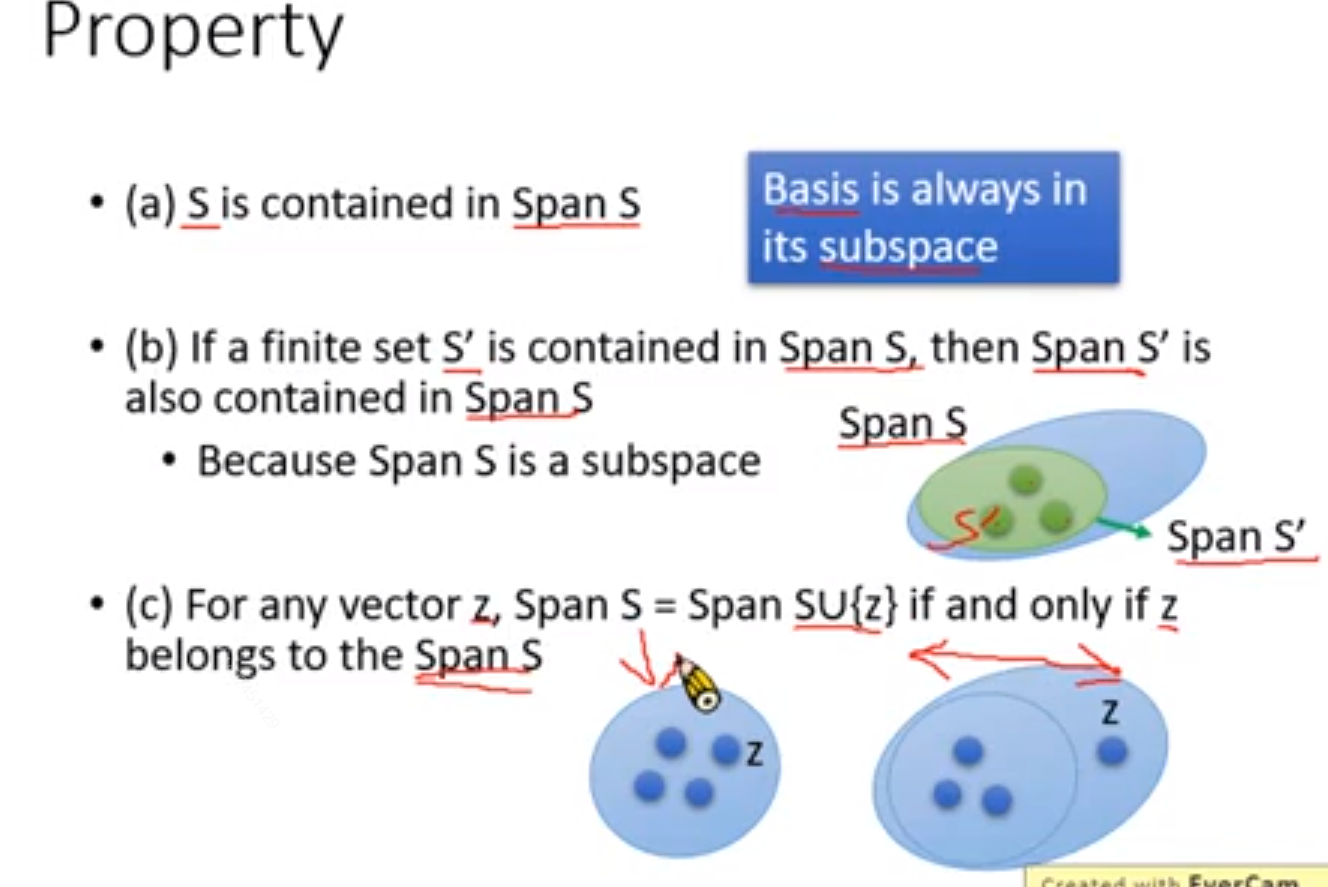 Property
• (a) S is contained in Span S
Basis is always in
its subspace
• (b) If a finite set S’ is contained in Span S, then Span S’ is
also contained in Span S
• Because Span S is a subspace
Span S
S'
Span S’
• (c) For any vector z, Span S = Span SU{z} if and only if z
belongs to the Span S
z
z
Created with EverCam